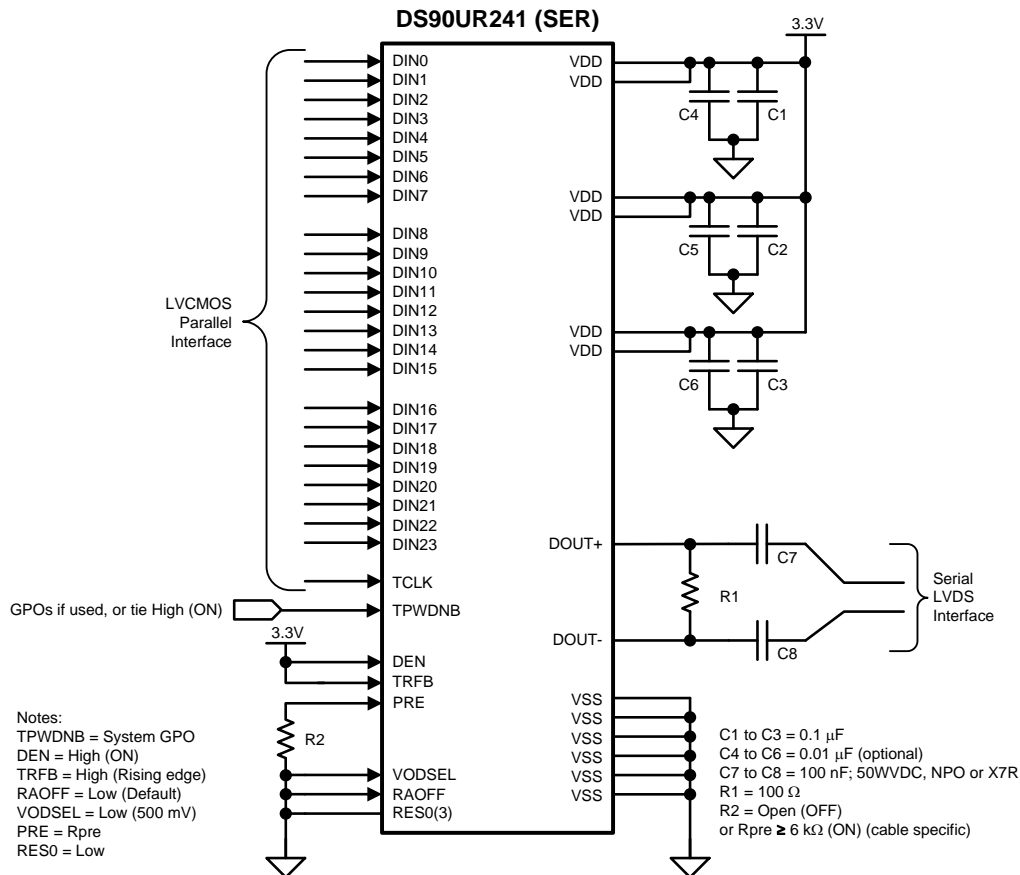 DS90UR241 (SER)
3.3V
DIN0
DIN1
DIN2
DIN3
DIN4
DIN5
DIN6
DIN7
DIN8
DIN9
DIN10
DIN11
DIN12
DIN13
DIN14
DIN15
DIN16
DIN17
DIN18
DIN19
DIN20
DIN21
DIN22
DIN23
TCLK
TPWDNB
DEN
TRFB
PRE
VODSEL
RAOFF
RES0(3)
LVCMOS
Parallel
Interface
GPOs if used, or tie High (ON)
3.3V
R2
VDD
VDD
C4
C1
VDD
VDD
C5
C2
VDD
VDD
C6
C3
DOUT+
C7
R1
DOUT-
C8
Serial
LVDS
Interface
VSS
VSS
VSS
VSS
VSS
VSS
Notes:
TPWDNB = System GPO
DEN = High (ON)
TRFB = High (Rising edge)
RAOFF = Low (Default)
VODSEL = Low (500 mV)
PRE = Rpre
RES0 = Low
C1 to C3 = 0.1 μF
C4 to C6 = 0.01 μF (optional)
C7 to C8 = 100 nF; 50WVDC, NPO or X7R
R1 = 100 Ω
R2 = Open (OFF)
or Rpre ≥ 6 kΩ (ON) (cable specific)